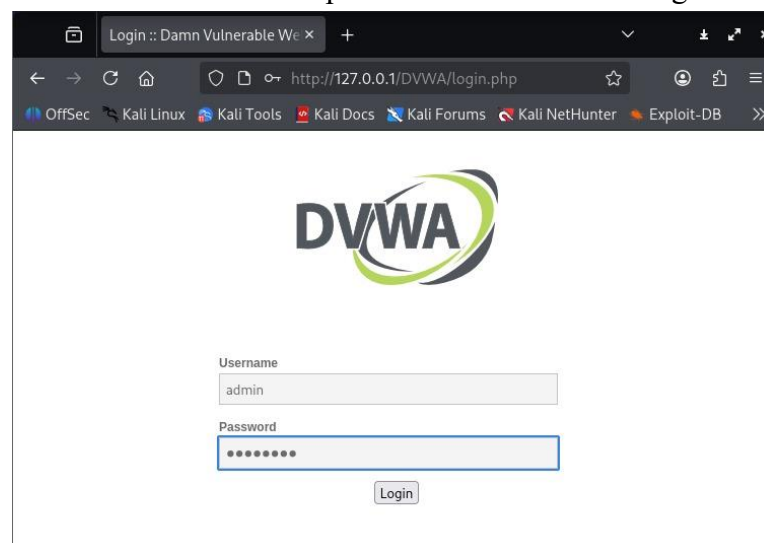 Login :: Damn Vulnerable We
http://127.0.0.1/DVWA/login.php
OffSec Kali Linux Kali Tools Kali Docs Kali Forums Kali NetHunter Exploit-DB
DVWA
Username
admin
Password
Login